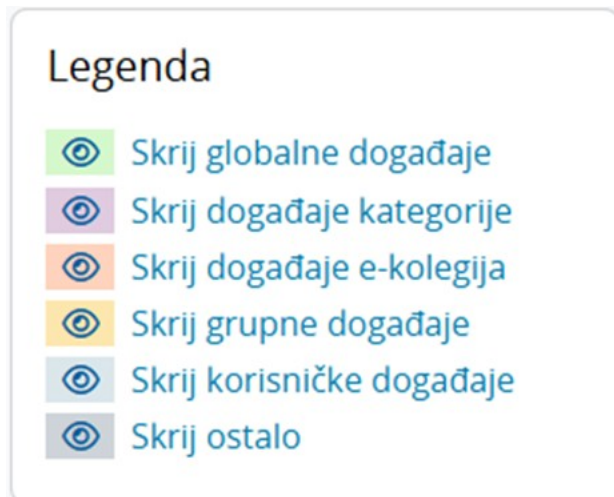 Legenda
Skrij globalne događaje
Skrij događaje kategorije
Skrij događaje e-kolegija
Skrij grupne događaje
Skrij korisničke događaje
Skrij ostalo